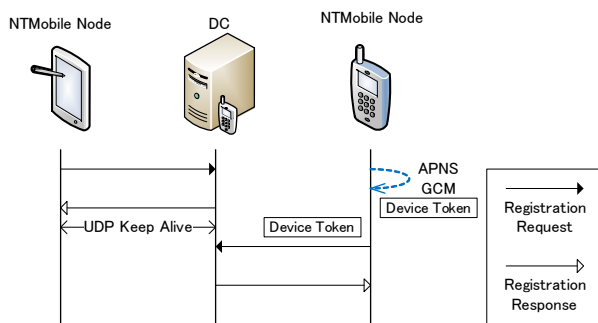 NTMobile Node
DC
NTMobile Node
APNS
GCM
Device Token
UDP Keep Alive
Device Token
Registration
Request
Registration
Response